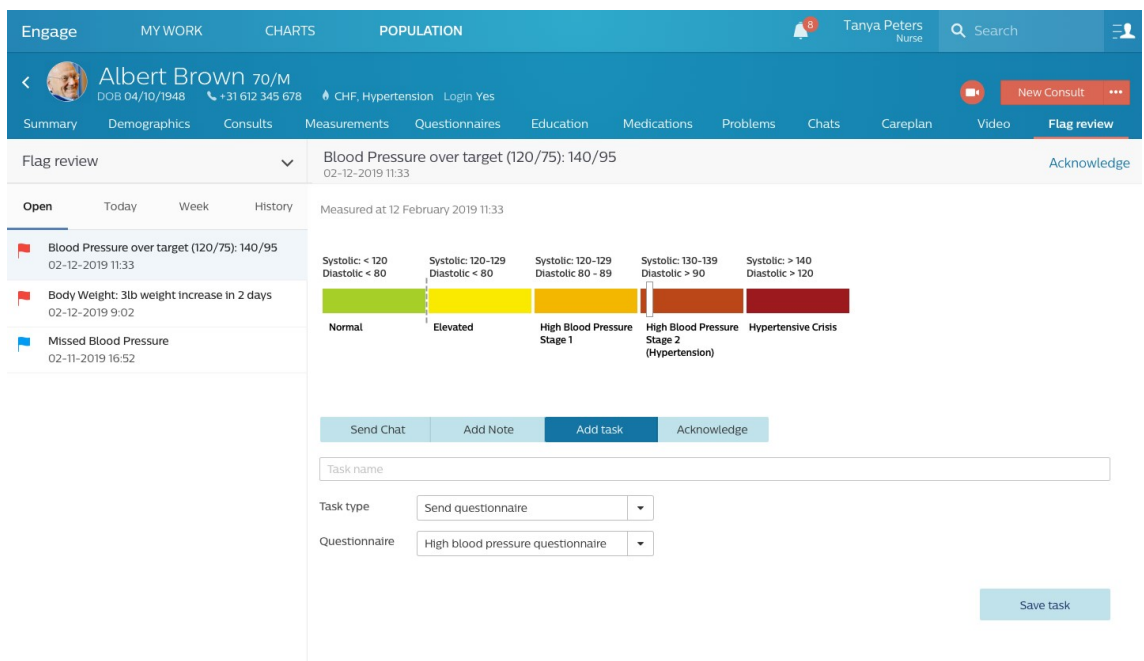 Engage MY WORK CHARTS POPULATION 8 Tanya Peters Search
Nurse
Albert Brown 70/M
DOB 04/10/1948 +31 612 345 678 CHF, Hypertension Login Yes New Consult
Summary Demographics Consults Measurements Questionnaires Education Medications Problems Chats Careplan Video Flag review
Flag review
Open Today Week History
Blood Pressure over target (120/75): 140/95
02-12-2019 11:33
Body Weight: 3lb weight increase in 2 days
02-12-2019 9:02
Missed Blood Pressure
02-11-2019 16:52
Blood Pressure over target (120/75): 140/95 Acknowledge
02-12-2019 11:33
Measured at 12 February 2019 11:33
Systolic: < 120 Systolic: 120-129 Systolic: 120-129 Systolic: 130-139 Systolic: > 140
Diastolic < 80 Diastolic < 80 Diastolic 80 - 89 Diastolic > 90 Diastolic > 120
Normal Elevated High Blood Pressure High Blood Pressure Hypertensive Crisis
Stage 1 Stage 2
(Hypertension)
Send Chat Add Note Add task Acknowledge
Task name
Task type Send questionnaire
Questionnaire High blood pressure questionnaire
Save task